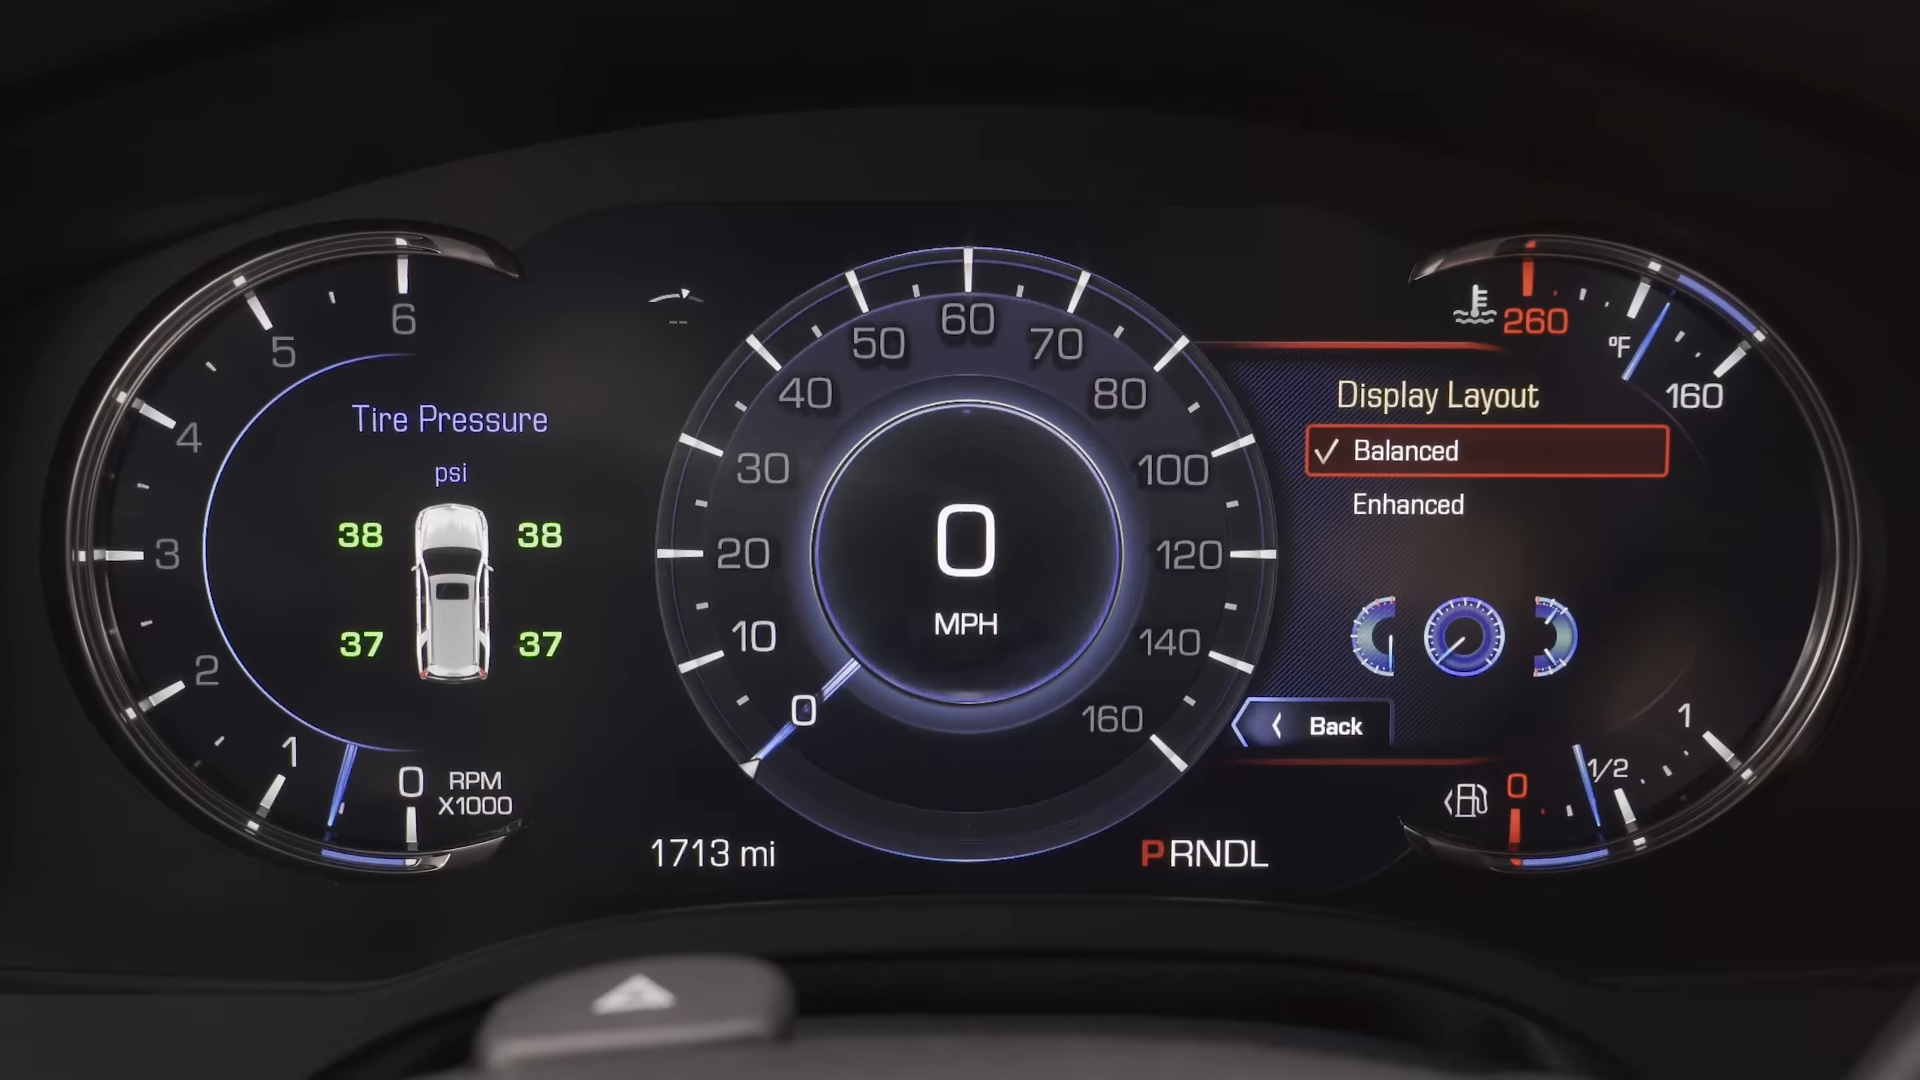 6
5
4
3
2
1
0
RPM
X1000
Tire Pressure
psi
38 38
37 37
--
0
10
20
30
40
50
60
70
80
100
120
140
160
0
MPH
1713 mi
PRNDL
260
°F
160
Display Layout
✓ Balanced
Enhanced
Back
0
1/2
1